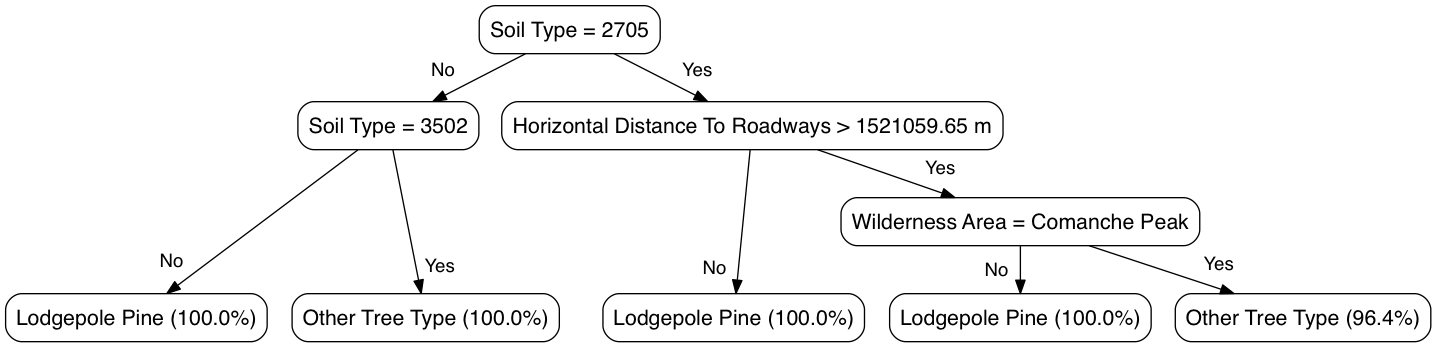 Soil Type = 2705
No
Yes
Soil Type = 3502
Horizontal Distance To Roadways > 1521059.65 m
No
Yes
No
Yes
Wilderness Area = Comanche Peak
No
Yes
Lodgepole Pine (100.0%)
Other Tree Type (100.0%)
Lodgepole Pine (100.0%)
Lodgepole Pine (100.0%)
Other Tree Type (96.4%)